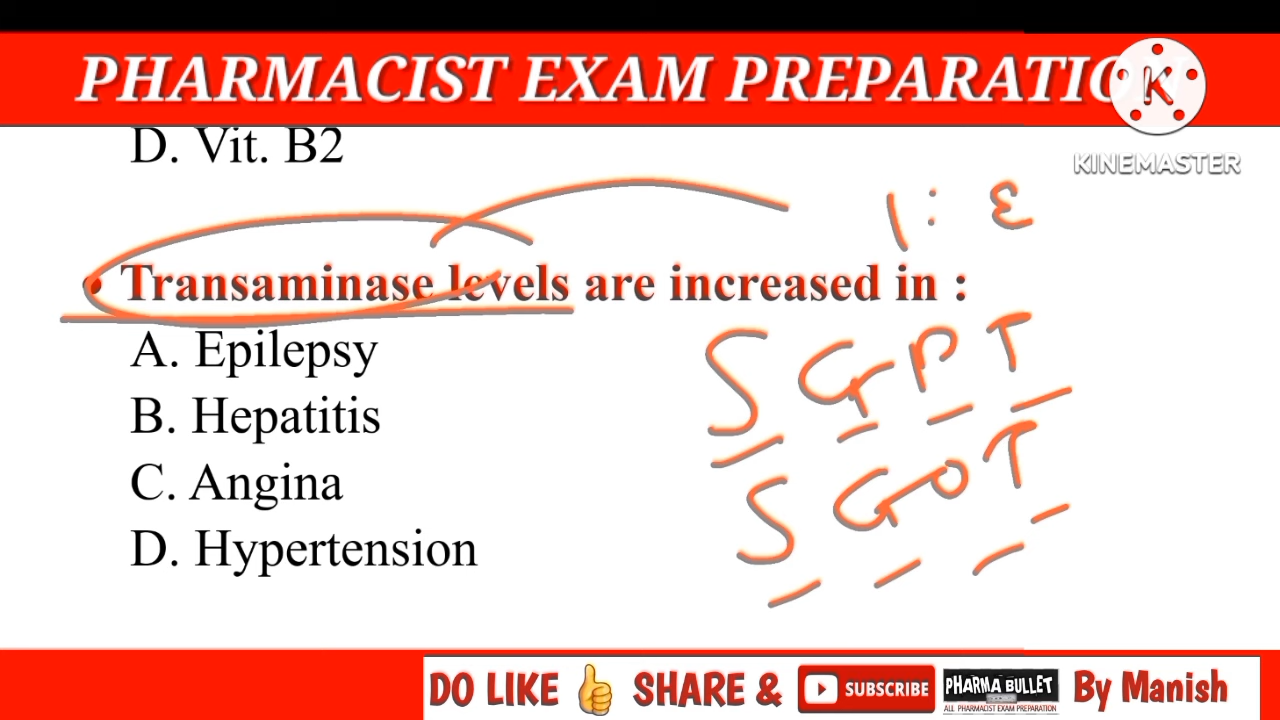 PHARMACIST EXAM PREPARATIO
K
KINEMASTER
D. Vit. B2
1: ε
• Transaminase levels are increased in :
A. Epilepsy
B. Hepatitis
C. Angina
D. Hypertension
SGPT
SGOT
DO LIKE 👍 SHARE & SUBSCRIBE PHARMA BULLET By Manish
ALL PHARMACIST EXAM PREPARATION